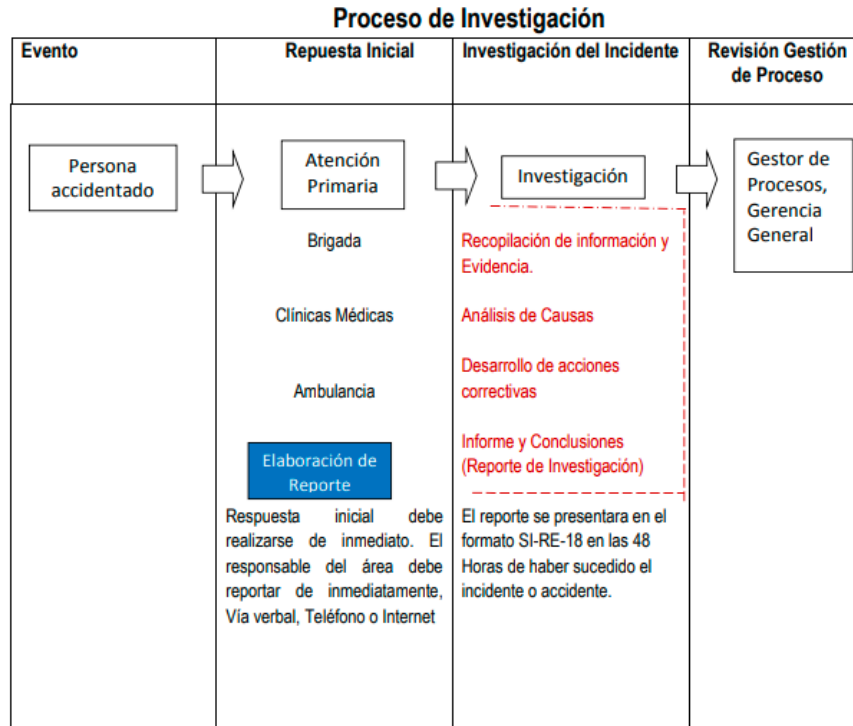 Proceso de Investigación
Evento
Repuesta Inicial
Investigación del Incidente
Revisión Gestión
de Proceso
Persona
accidentado
Atención
Primaria
Brigada
Clínicas Médicas
Ambulancia
Elaboración de
Reporte
Respuesta inicial debe
realizarse de inmediato. El
responsable del área debe
reportar de inmediatamente,
Vía verbal, Teléfono o Internet
Investigación
Recopilación de información y
Evidencia.
Análisis de Causas
Desarrollo de acciones
correctivas
Informe y Conclusiones
(Reporte de Investigación)
El reporte se presentara en el
formato SI-RE-18 en las 48
Horas de haber sucedido el
incidente o accidente.
Gestor de
Procesos,
Gerencia
General